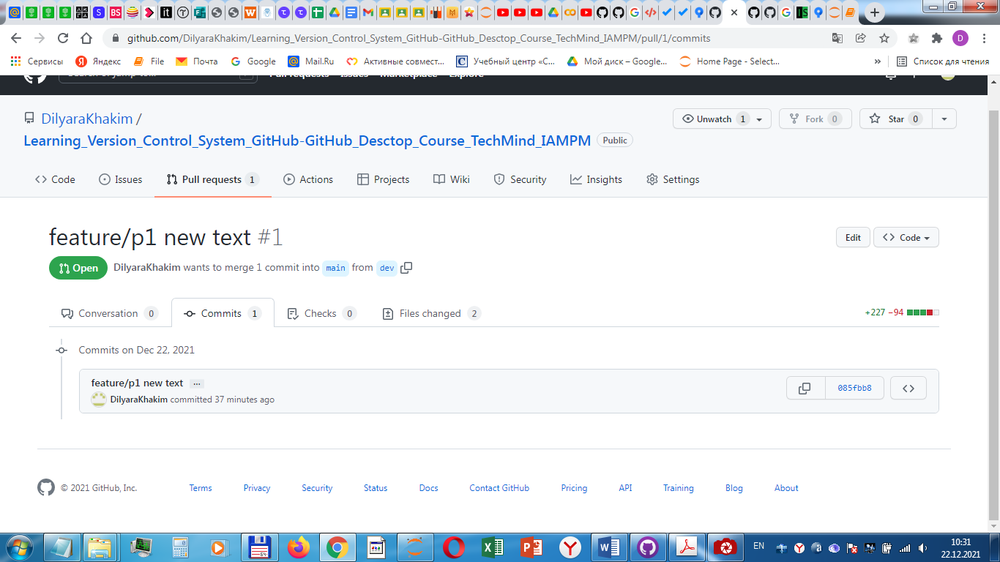 github.com/DilyaraKhakim/Learning_Version_Control_System_GitHub-GitHub_Desctop_Course_TechMind_IAMPM/pull/1/commits
Сервисы Яндекс File Почта Google Mail.Ru Активные совмест... Учебный центр «С... Мой диск – Google... Home Page - Select... » Список для чтения
Pull requests Issues Marketplace Explore
DilyaraKhakim /
Unwatch 1 Fork 0 Star 0
Learning_Version_Control_System_GitHub-GitHub_Desctop_Course_TechMind_IAMPM Public
Code Issues Pull requests 1 Actions Projects Wiki Security Insights Settings
feature/p1 new text #1
Edit <> Code
Open DilyaraKhakim wants to merge 1 commit into main from dev
Conversation 0 Commits 1 Checks 0 Files changed 2 +227 −94
Commits on Dec 22, 2021
feature/p1 new text ...
DilyaraKhakim committed 37 minutes ago
085fbb8
© 2021 GitHub, Inc. Terms Privacy Security Status Docs Contact GitHub Pricing API Training Blog About
EN
10:31
22.12.2021